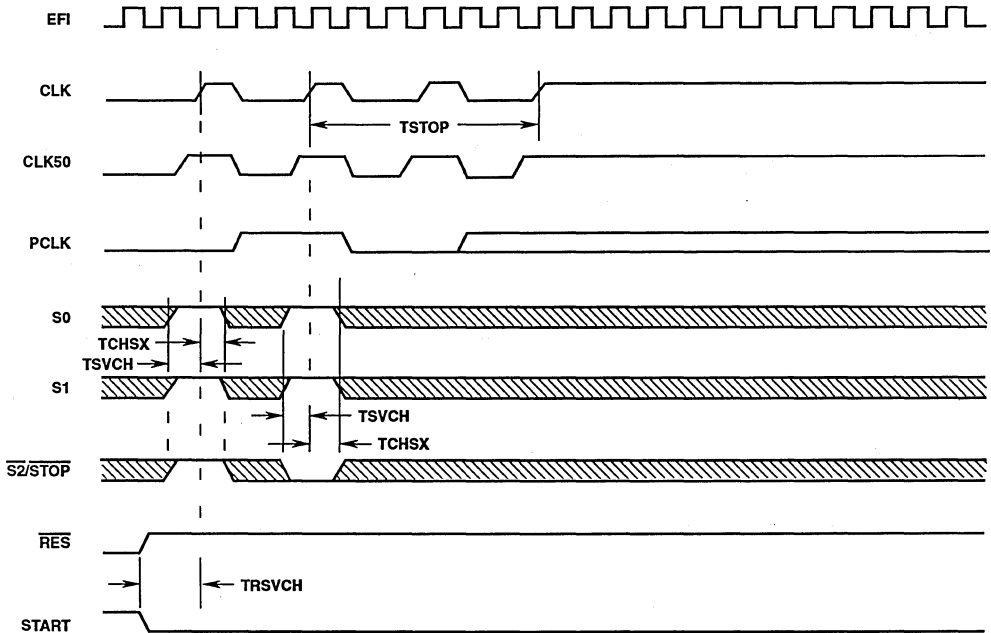 EFI
CLK
TSTOP
CLK50
PCLK
S0
TCHSX
TSVCH
S1
TSVCH
TCHSX
S2/STOP
RES
TRSVCH
START